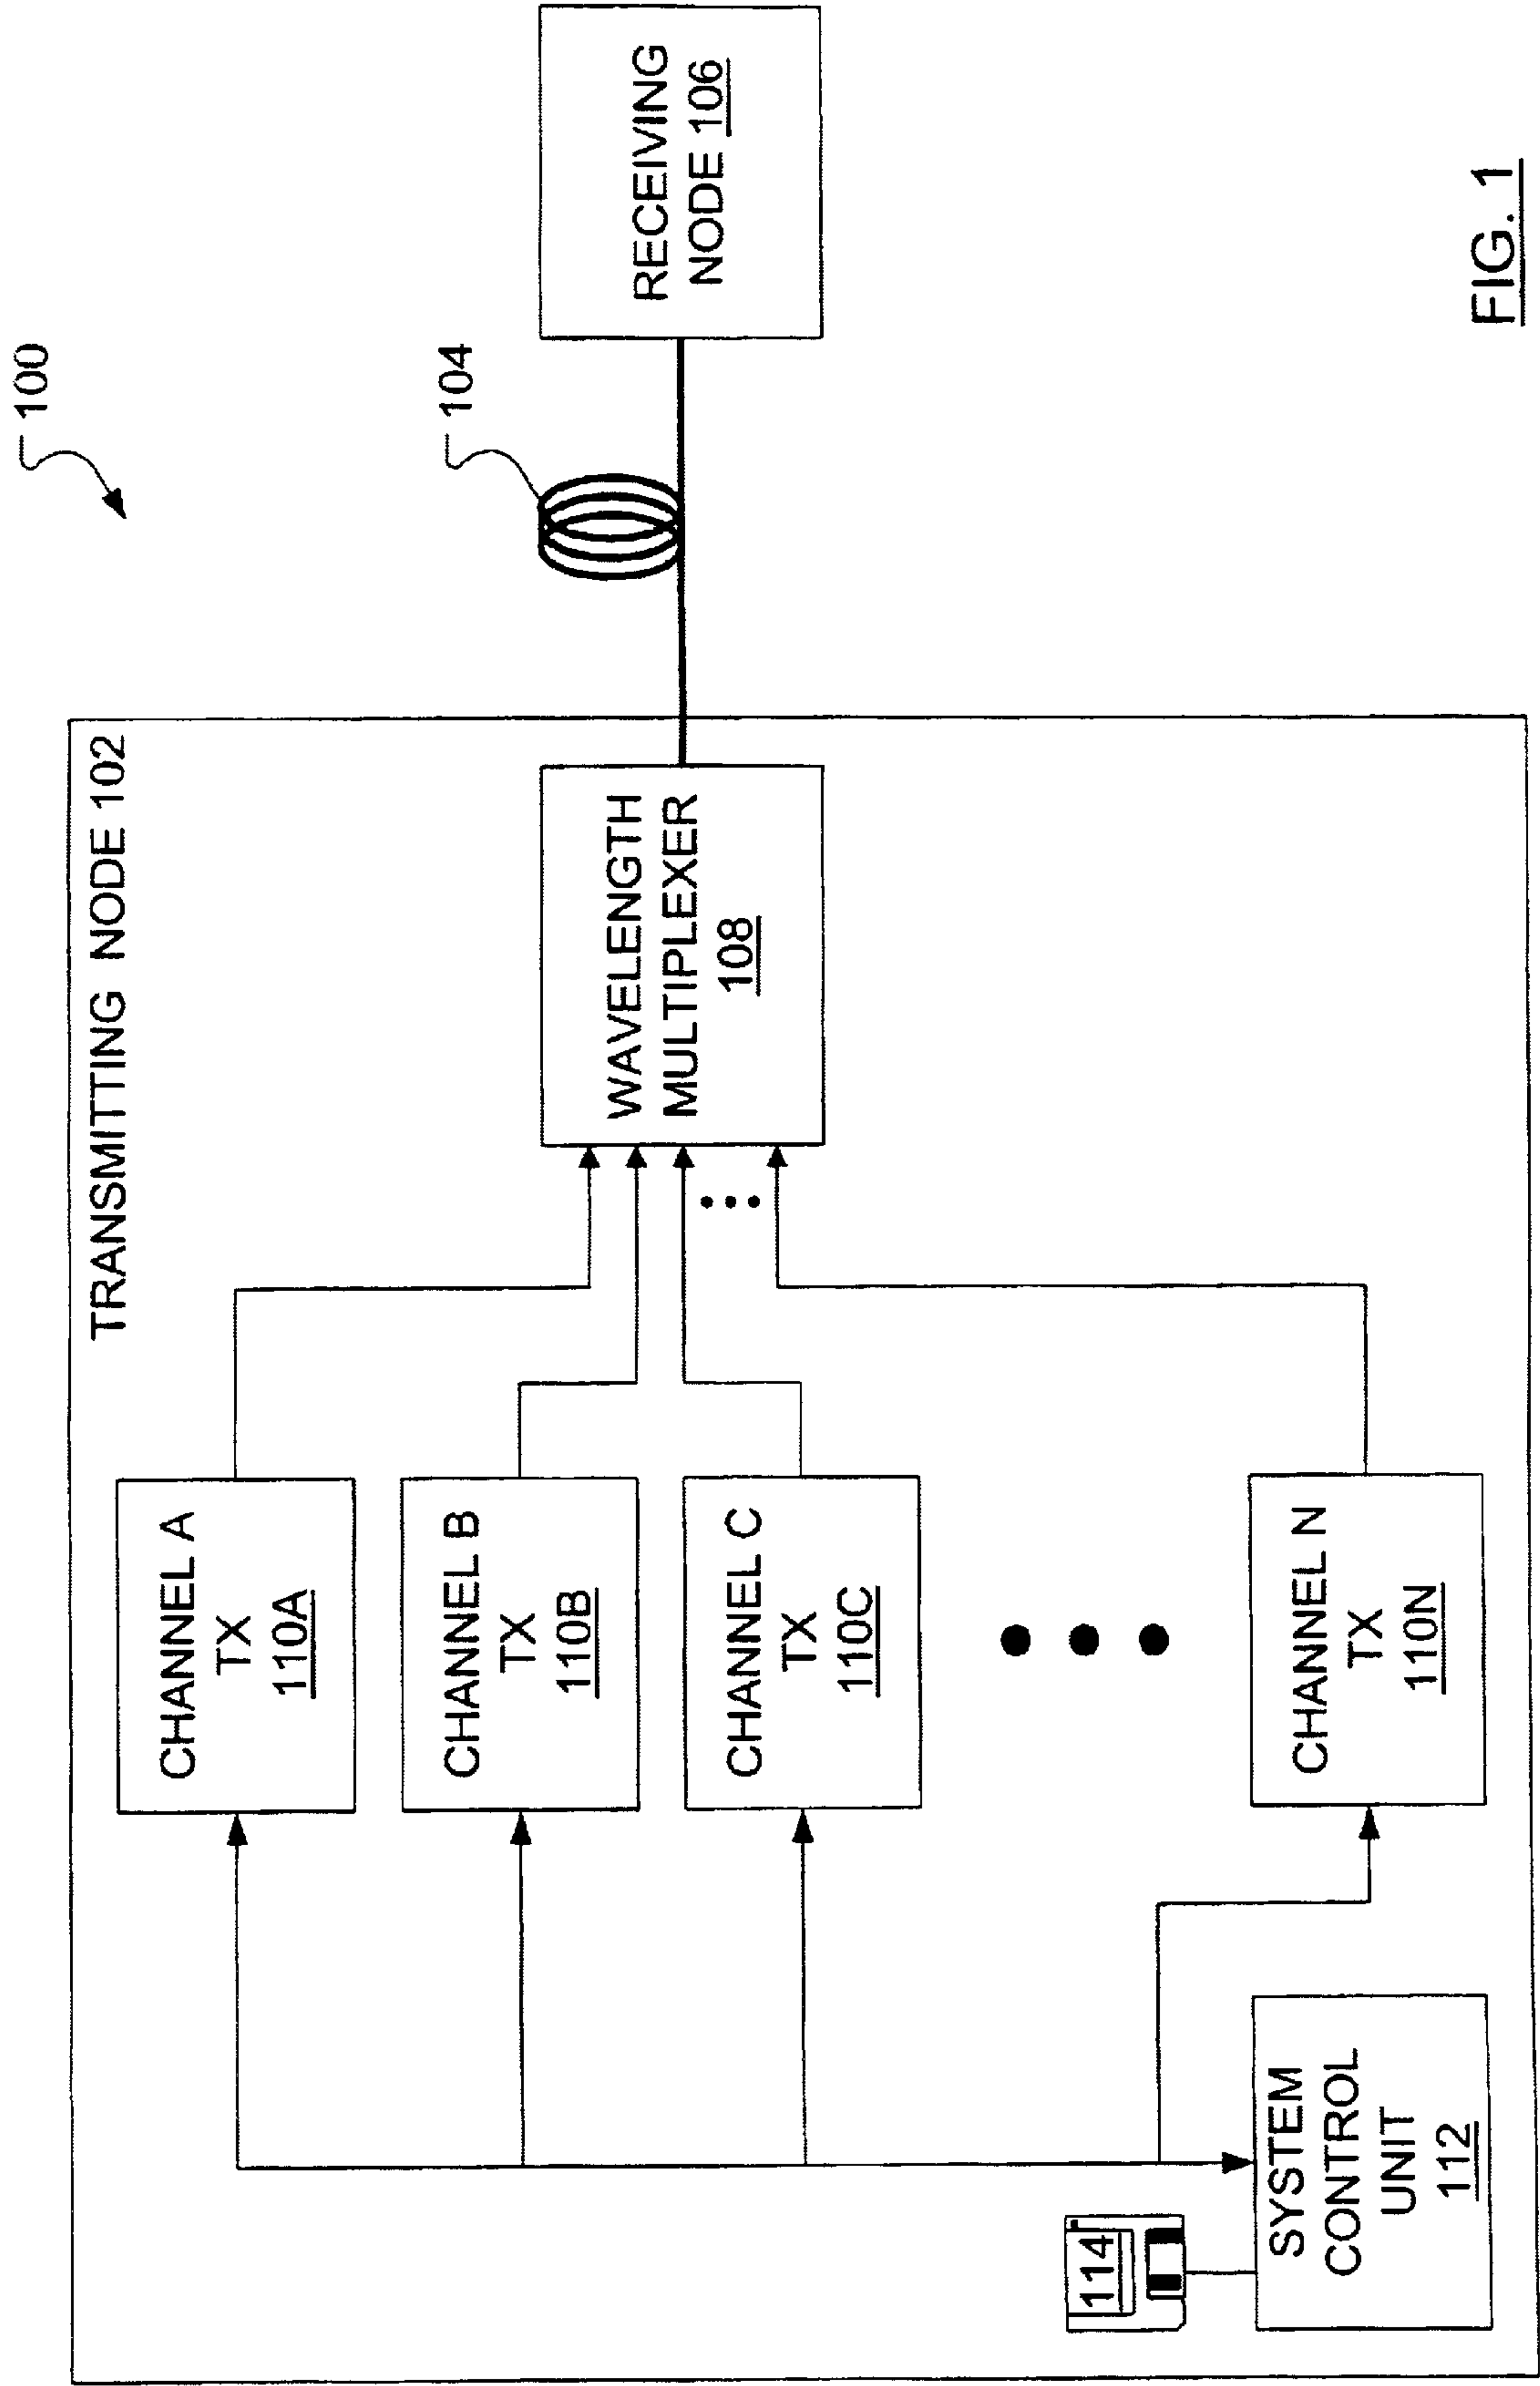 100
TRANSMITTING NODE 102
CHANNEL A
TX
110A
CHANNEL B
TX
110B
CHANNEL C
TX
110C
CHANNEL N
TX
110N
WAVELENGTH
MULTIPLEXER
108
104
RECEIVING
NODE 106
114
SYSTEM
CONTROL
UNIT
112
FIG. 1